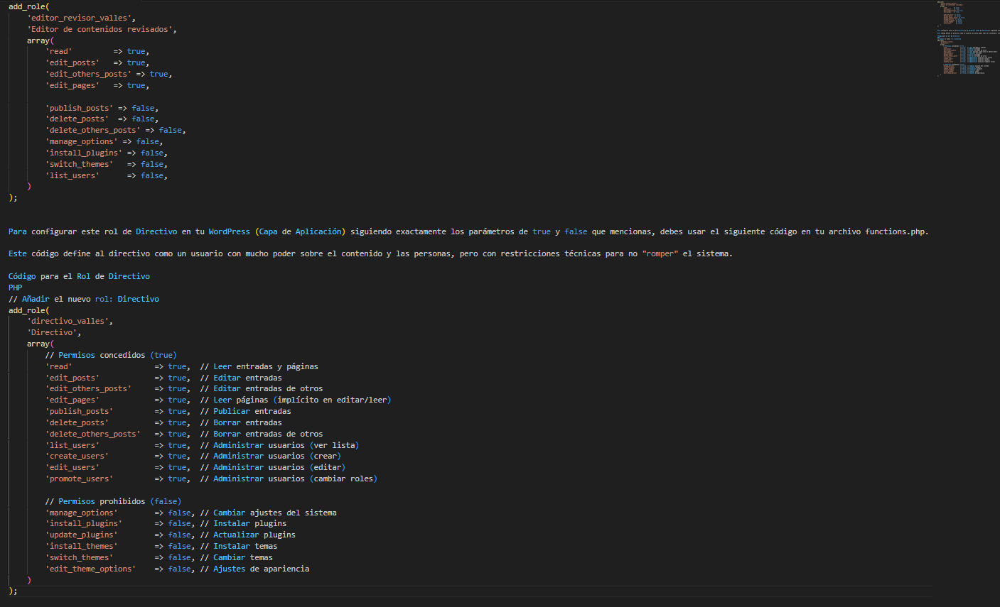 add_role(
    'editor_revisor_valles',
    'Editor de contenidos revisados',
    array(
        'read'         => true,
        'edit_posts'   => true,
        'edit_others_posts' => true,
        'edit_pages'   => true,
        'publish_posts' => false,
        'delete_posts'  => false,
        'delete_others_posts' => false,
        'manage_options' => false,
        'install_plugins' => false,
        'switch_themes'   => false,
        'list_users'      => false,
    )
);
Para configurar este rol de Directivo en tu WordPress (Capa de Aplicación) siguiendo exactamente los parámetros de true y false que mencionas, debes usar el siguiente código en tu archivo functions.php.
Este código define al directivo como un usuario con mucho poder sobre el contenido y las personas, pero con restricciones técnicas para no "romper" el sistema.
Código para el Rol de Directivo
PHP
// Añadir el nuevo rol: Directivo
add_role(
    'directivo_valles',
    'Directivo',
    array(
        // Permisos concedidos (true)
        'read'                  => true,  // Leer entradas y páginas
        'edit_posts'            => true,  // Editar entradas
        'edit_others_posts'     => true,  // Editar entradas de otros
        'edit_pages'            => true,  // Leer páginas (implícito en editar/leer)
        'publish_posts'         => true,  // Publicar entradas
        'delete_posts'          => true,  // Borrar entradas
        'delete_others_posts'   => true,  // Borrar entradas de otros
        'list_users'            => true,  // Administrar usuarios (ver lista)
        'create_users'          => true,  // Administrar usuarios (crear)
        'edit_users'            => true,  // Administrar usuarios (editar)
        'promote_users'         => true,  // Administrar usuarios (cambiar roles)
        // Permisos prohibidos (false)
        'manage_options'        => false, // Cambiar ajustes del sistema
        'install_plugins'       => false, // Instalar plugins
        'update_plugins'        => false, // Actualizar plugins
        'install_themes'        => false, // Instalar temas
        'switch_themes'         => false, // Cambiar temas
        'edit_theme_options'    => false, // Ajustes de apariencia
    )
);